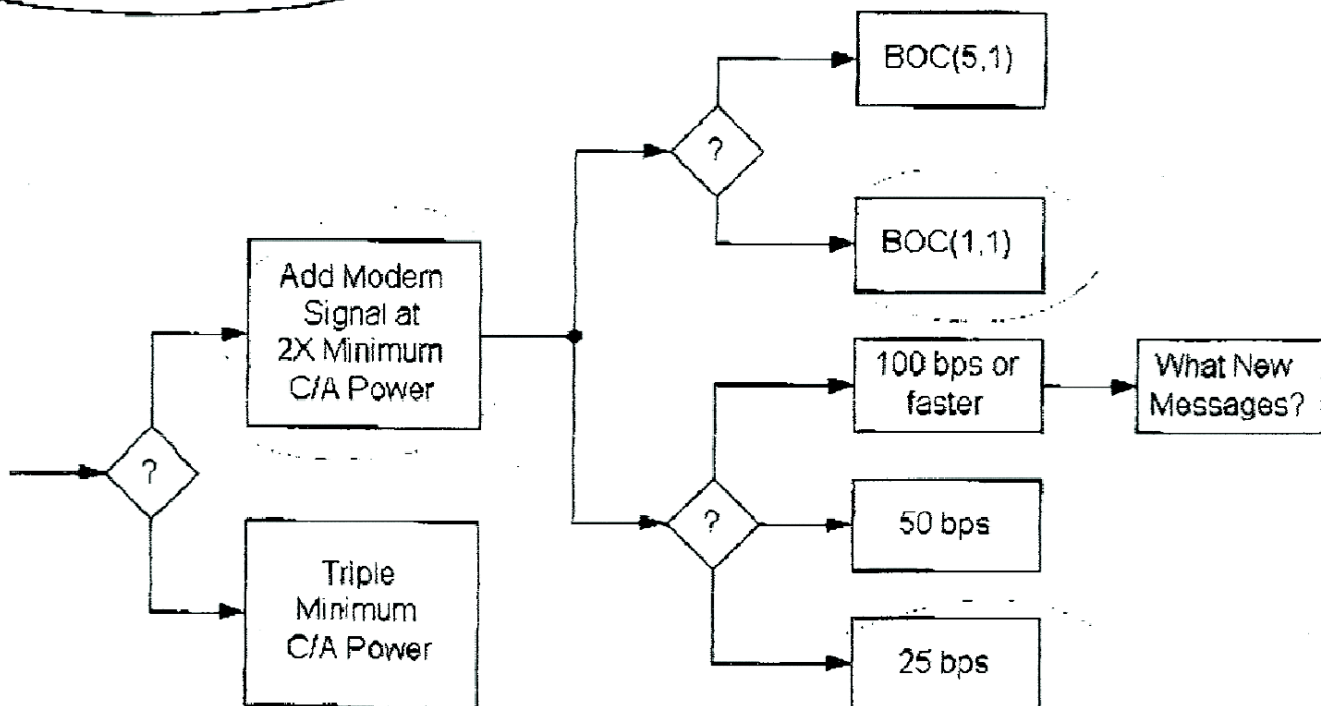 BOC(5,1)
?
BOC(1,1)
Add Modern
Signal at
2X Minimum
C/A Power
?
Triple
Minimum
C/A Power
100 bps or
faster
What New
Messages?
?
50 bps
25 bps